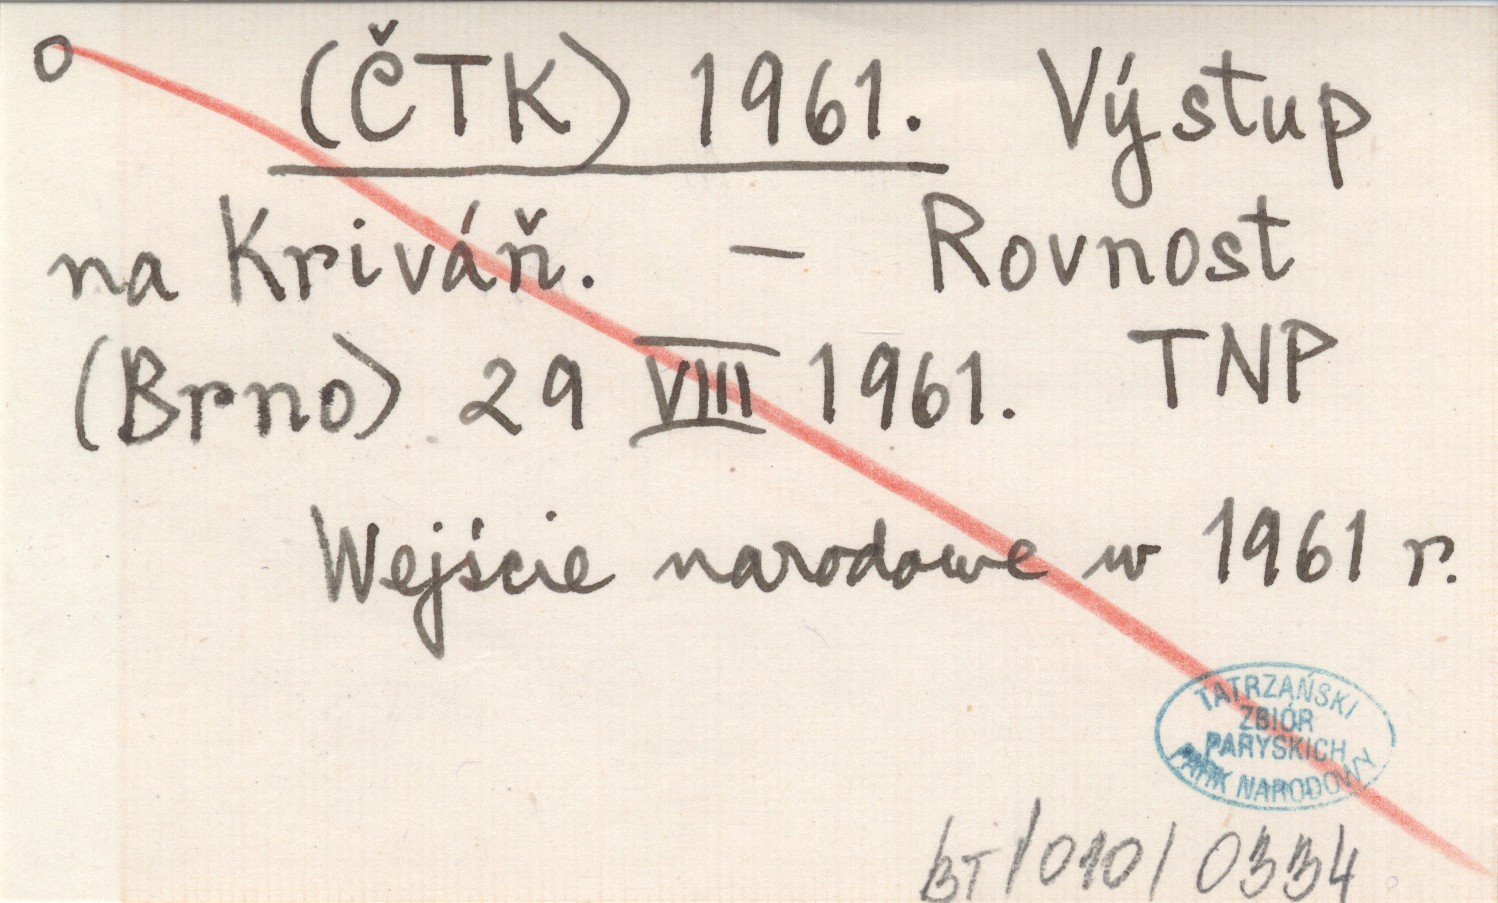 o (ČTK) 1961. Výstup
na Kriváň. — Rovnost
(Brno) 29 VIII 1961. TNP
Wejście narodowe w 1961 r.
TATRZAŃSKI
ZBIÓR
PARYSKICH
PARK NARODOWY
BT/010/0334